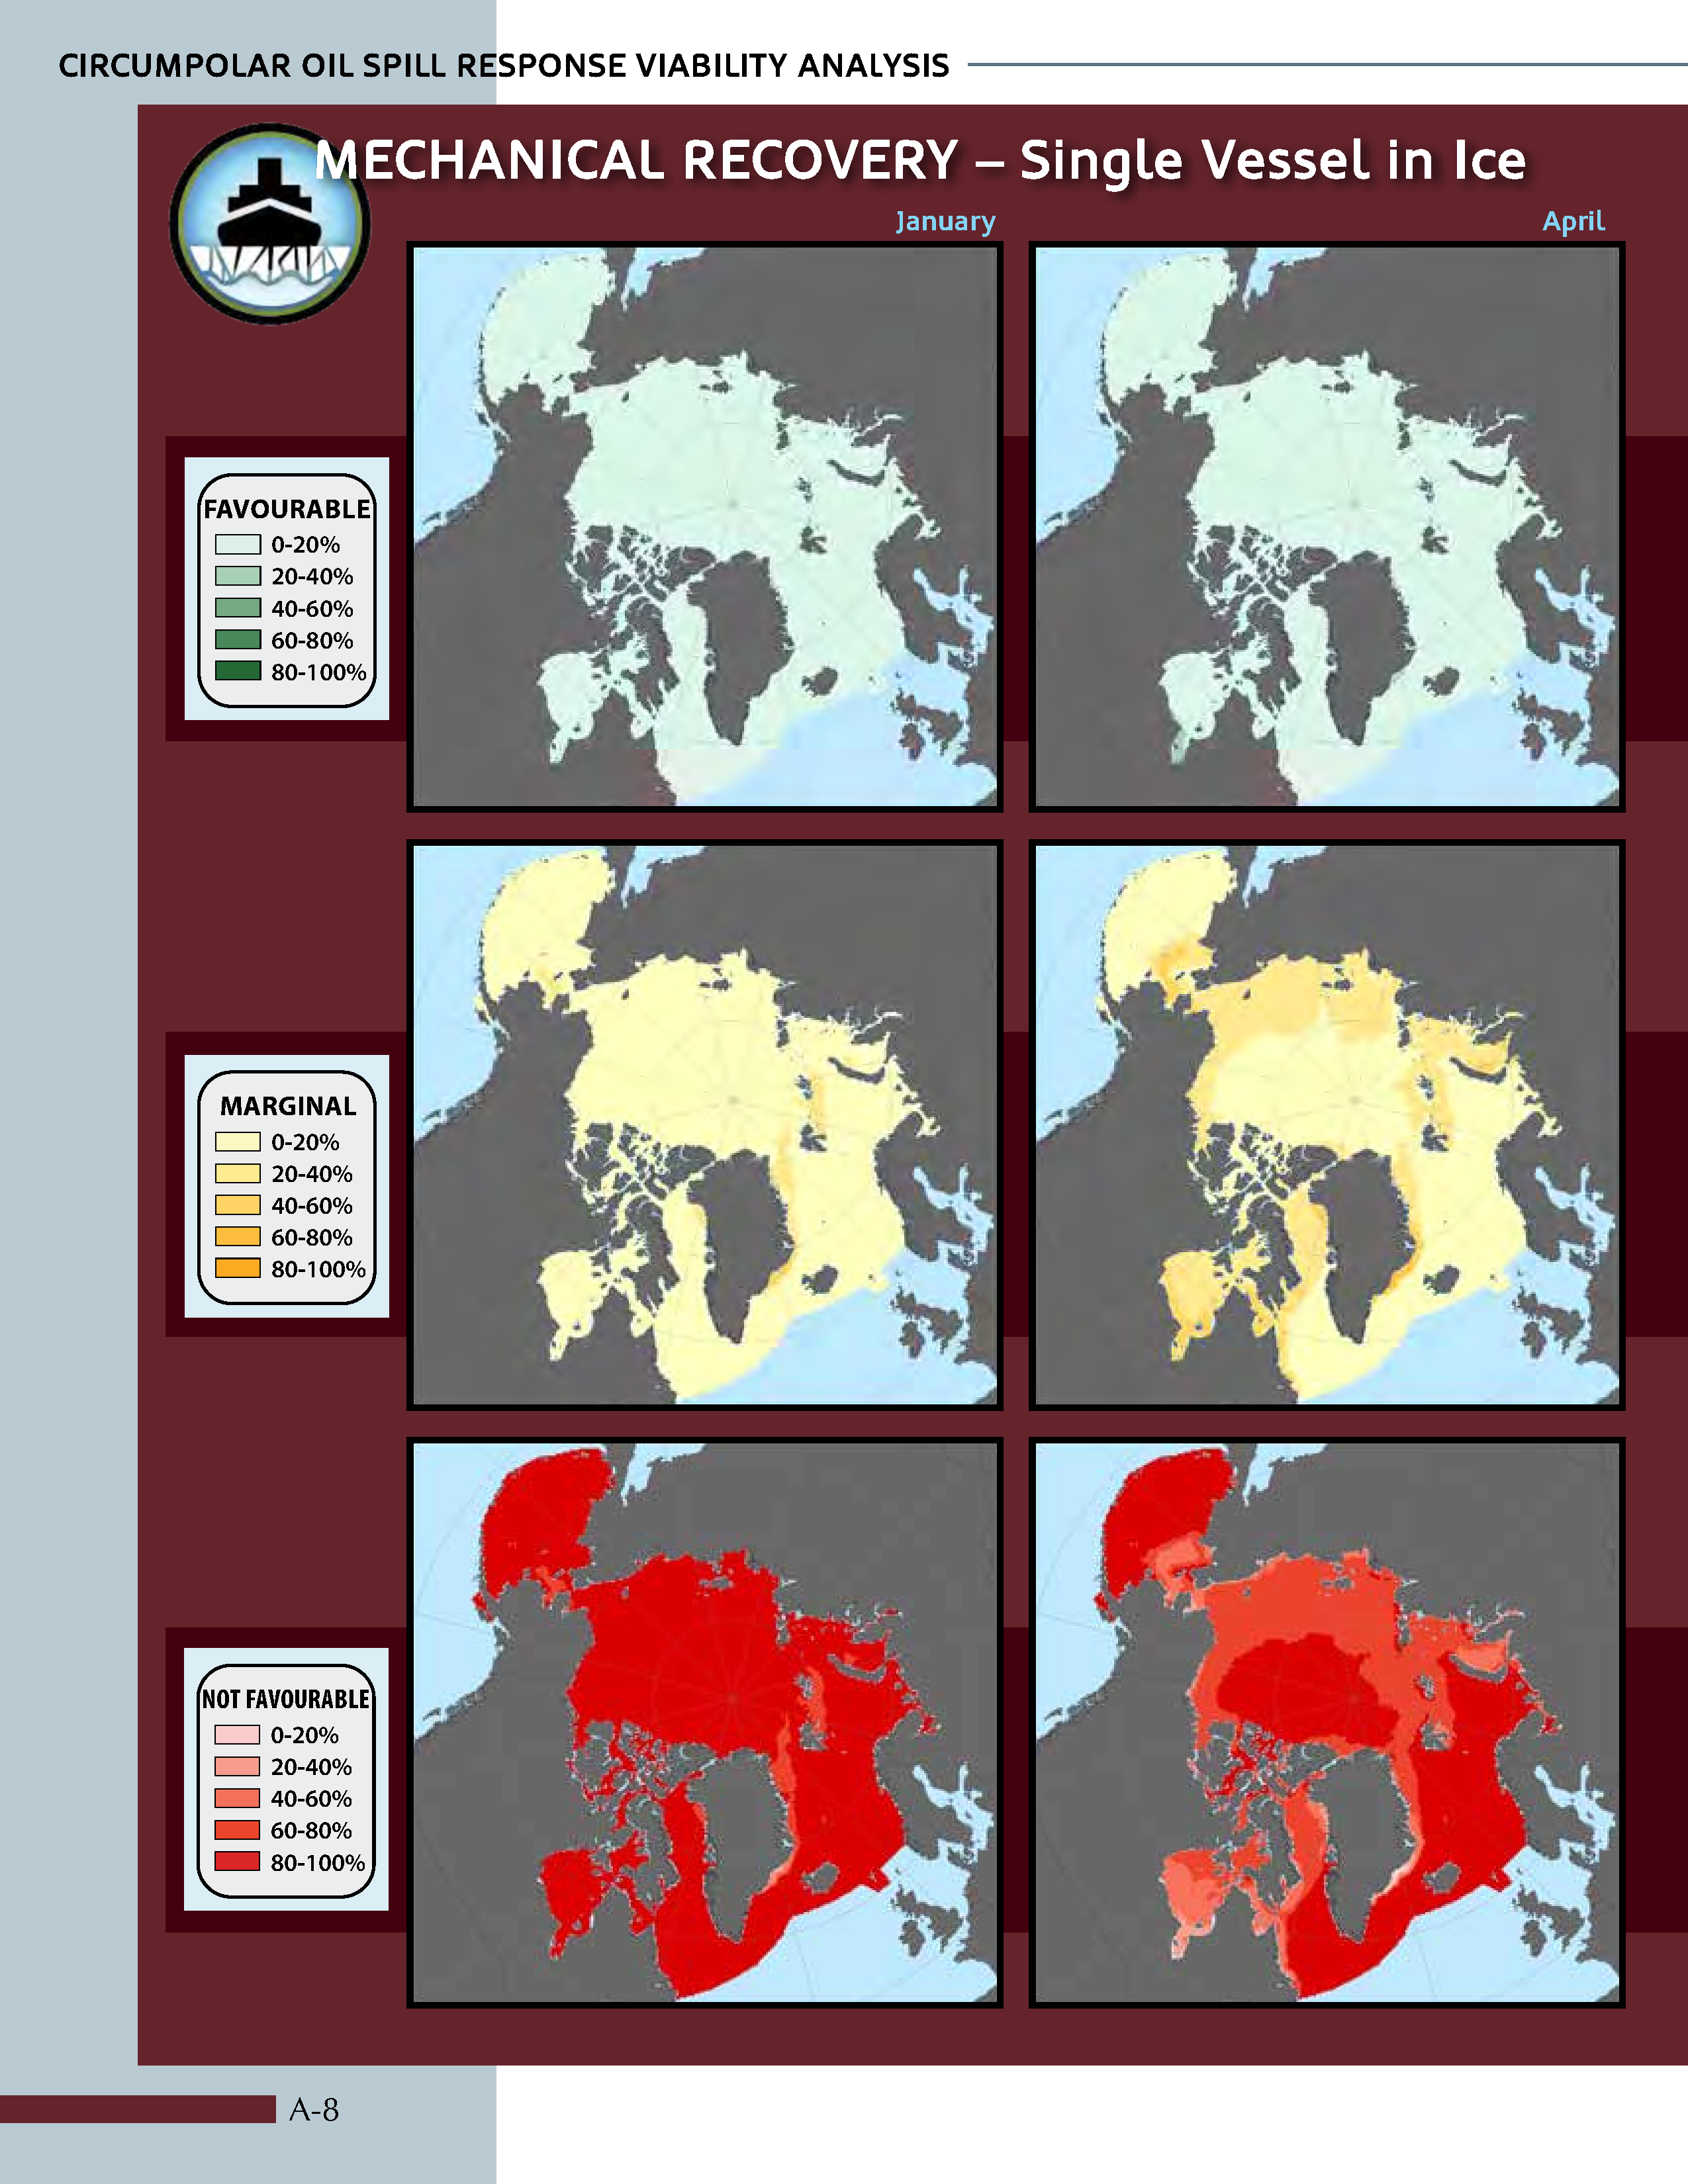 CIRCUMPOLAR OIL SPILL RESPONSE VIABILITY ANALYSIS
MECHANICAL RECOVERY – Single Vessel in Ice
January
April
FAVOURABLE
0-20%
20-40%
40-60%
60-80%
80-100%
MARGINAL
0-20%
20-40%
40-60%
60-80%
80-100%
NOT FAVOURABLE
0-20%
20-40%
40-60%
60-80%
80-100%
A-8